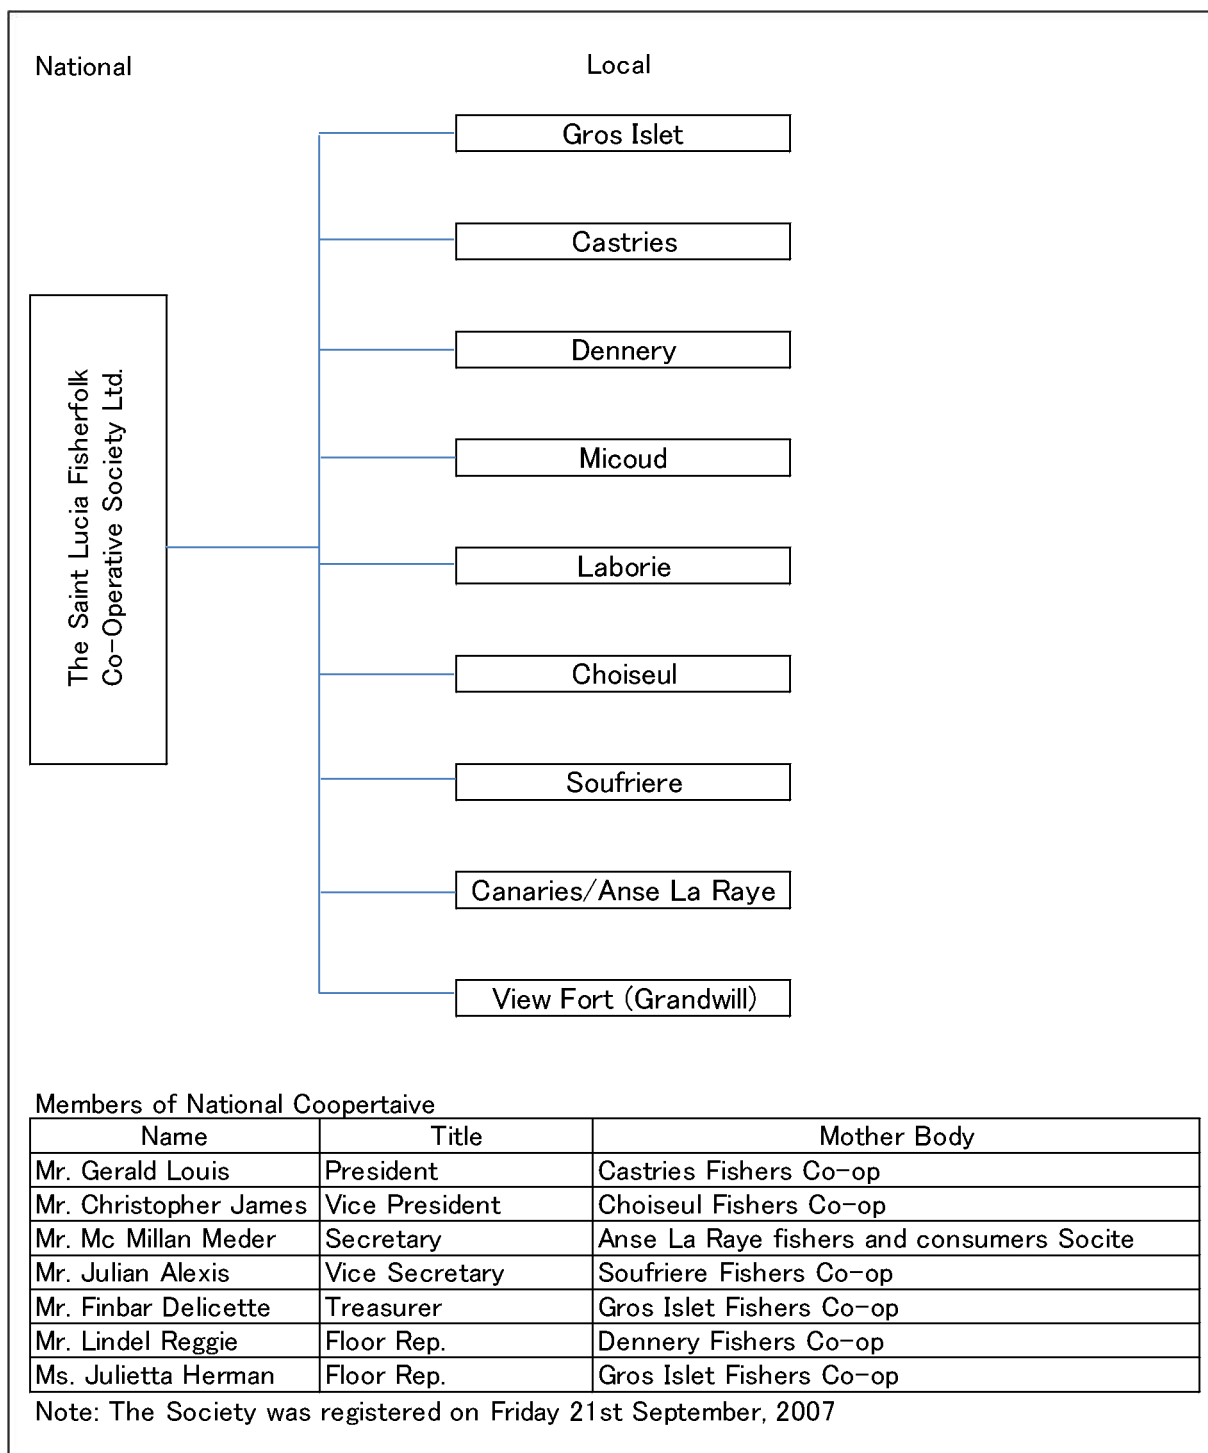 National Local
Gros Islet
Castries
Dennery
Micoud
The Saint Lucia Fisherfolk
Co-Operative Society Ltd.
Laborie
Choiseul
Soufriere
Canaries/Anse La Raye
View Fort (Grandwill)
Members of National Coopertaive
Name Title Mother Body
Mr. Gerald Louis President Castries Fishers Co-op
Mr. Christopher James Vice President Choiseul Fishers Co-op
Mr. Mc Millan Meder Secretary Anse La Raye fishers and consumers Socite
Mr. Julian Alexis Vice Secretary Soufriere Fishers Co-op
Mr. Finbar Delicette Treasurer Gros Islet Fishers Co-op
Mr. Lindel Reggie Floor Rep. Dennery Fishers Co-op
Ms. Julietta Herman Floor Rep. Gros Islet Fishers Co-op
Note: The Society was registered on Friday 21st September, 2007